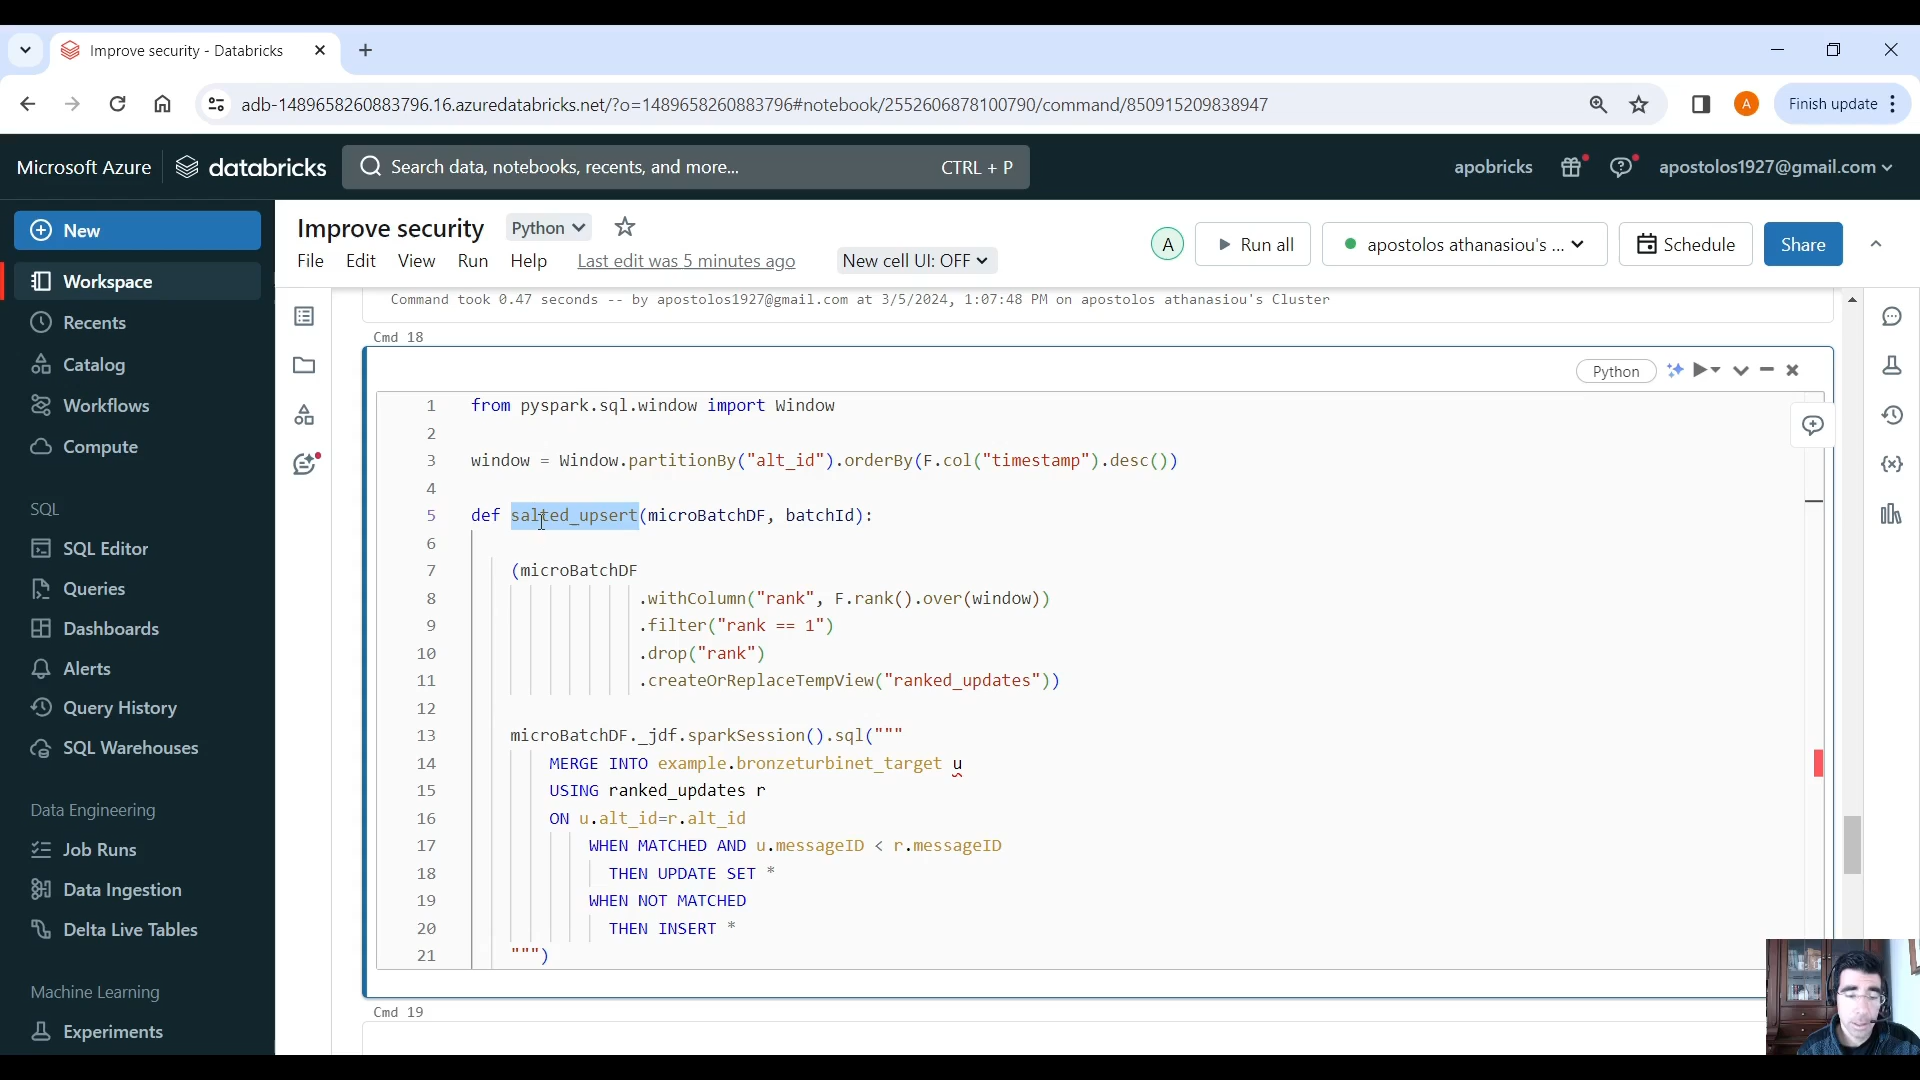 Improve security - Databricks
adb-1489658260883796.16.azuredatabricks.net/?o=1489658260883796#notebook/2552606878100790/command/850915209838947
A
Finish update
Microsoft Azure
databricks
Search data, notebooks, recents, and more...
CTRL + P
apobricks
apostolos1927@gmail.com
New
Workspace
Recents
Catalog
Workflows
Compute
SQL
SQL Editor
Queries
Dashboards
Alerts
Query History
SQL Warehouses
Data Engineering
Job Runs
Data Ingestion
Delta Live Tables
Machine Learning
Experiments
Improve security
Python
File Edit View Run Help Last edit was 5 minutes ago New cell UI: OFF
A
Run all
apostolos athanasiou's ...
Schedule
Share
Command took 0.47 seconds -- by apostolos1927@gmail.com at 3/5/2024, 1:07:48 PM on apostolos athanasiou's Cluster
Cmd 18
Python
1 from pyspark.sql.window import Window
2
3 window = Window.partitionBy("alt_id").orderBy(F.col("timestamp").desc())
4
5 def salted_upsert(microBatchDF, batchId):
6
7 (microBatchDF
8 .withColumn("rank", F.rank().over(window))
9 .filter("rank == 1")
10 .drop("rank")
11 .createOrReplaceTempView("ranked_updates"))
12
13 microBatchDF._jdf.sparkSession().sql("""
14 MERGE INTO example.bronzeturbinet_target u
15 USING ranked_updates r
16 ON u.alt_id=r.alt_id
17 WHEN MATCHED AND u.messageID < r.messageID
18 THEN UPDATE SET *
19 WHEN NOT MATCHED
20 THEN INSERT *
21 """)
Cmd 19